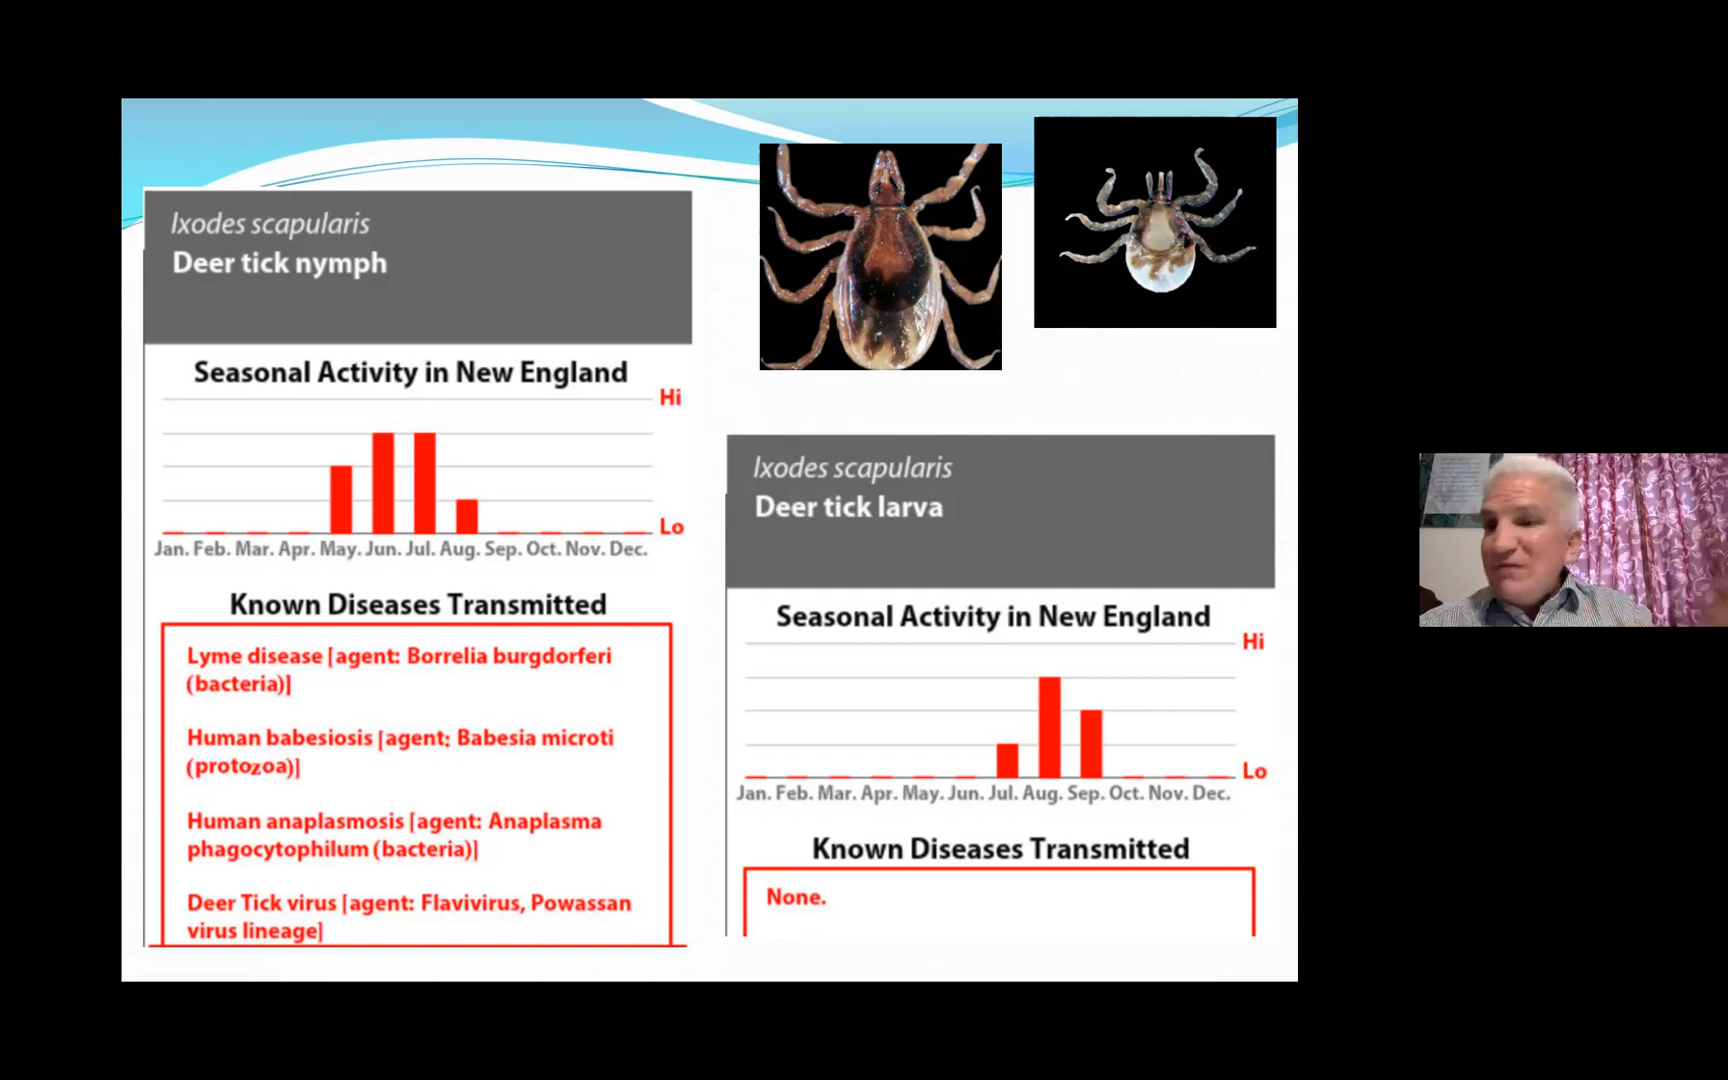 Ixodes scapularis
Deer tick nymph
Seasonal Activity in New England
Hi
Lo
Jan. Feb. Mar. Apr. May. Jun. Jul. Aug. Sep. Oct. Nov. Dec.
Known Diseases Transmitted
Lyme disease [agent: Borrelia burgdorferi
(bacteria)]
Human babesiosis [agent: Babesia microti
(protozoa)]
Human anaplasmosis [agent: Anaplasma
phagocytophilum (bacteria)]
Deer Tick virus [agent: Flavivirus, Powassan
virus lineage]
Ixodes scapularis
Deer tick larva
Seasonal Activity in New England
Hi
Lo
Jan. Feb. Mar. Apr. May. Jun. Jul. Aug. Sep. Oct. Nov. Dec.
Known Diseases Transmitted
None.